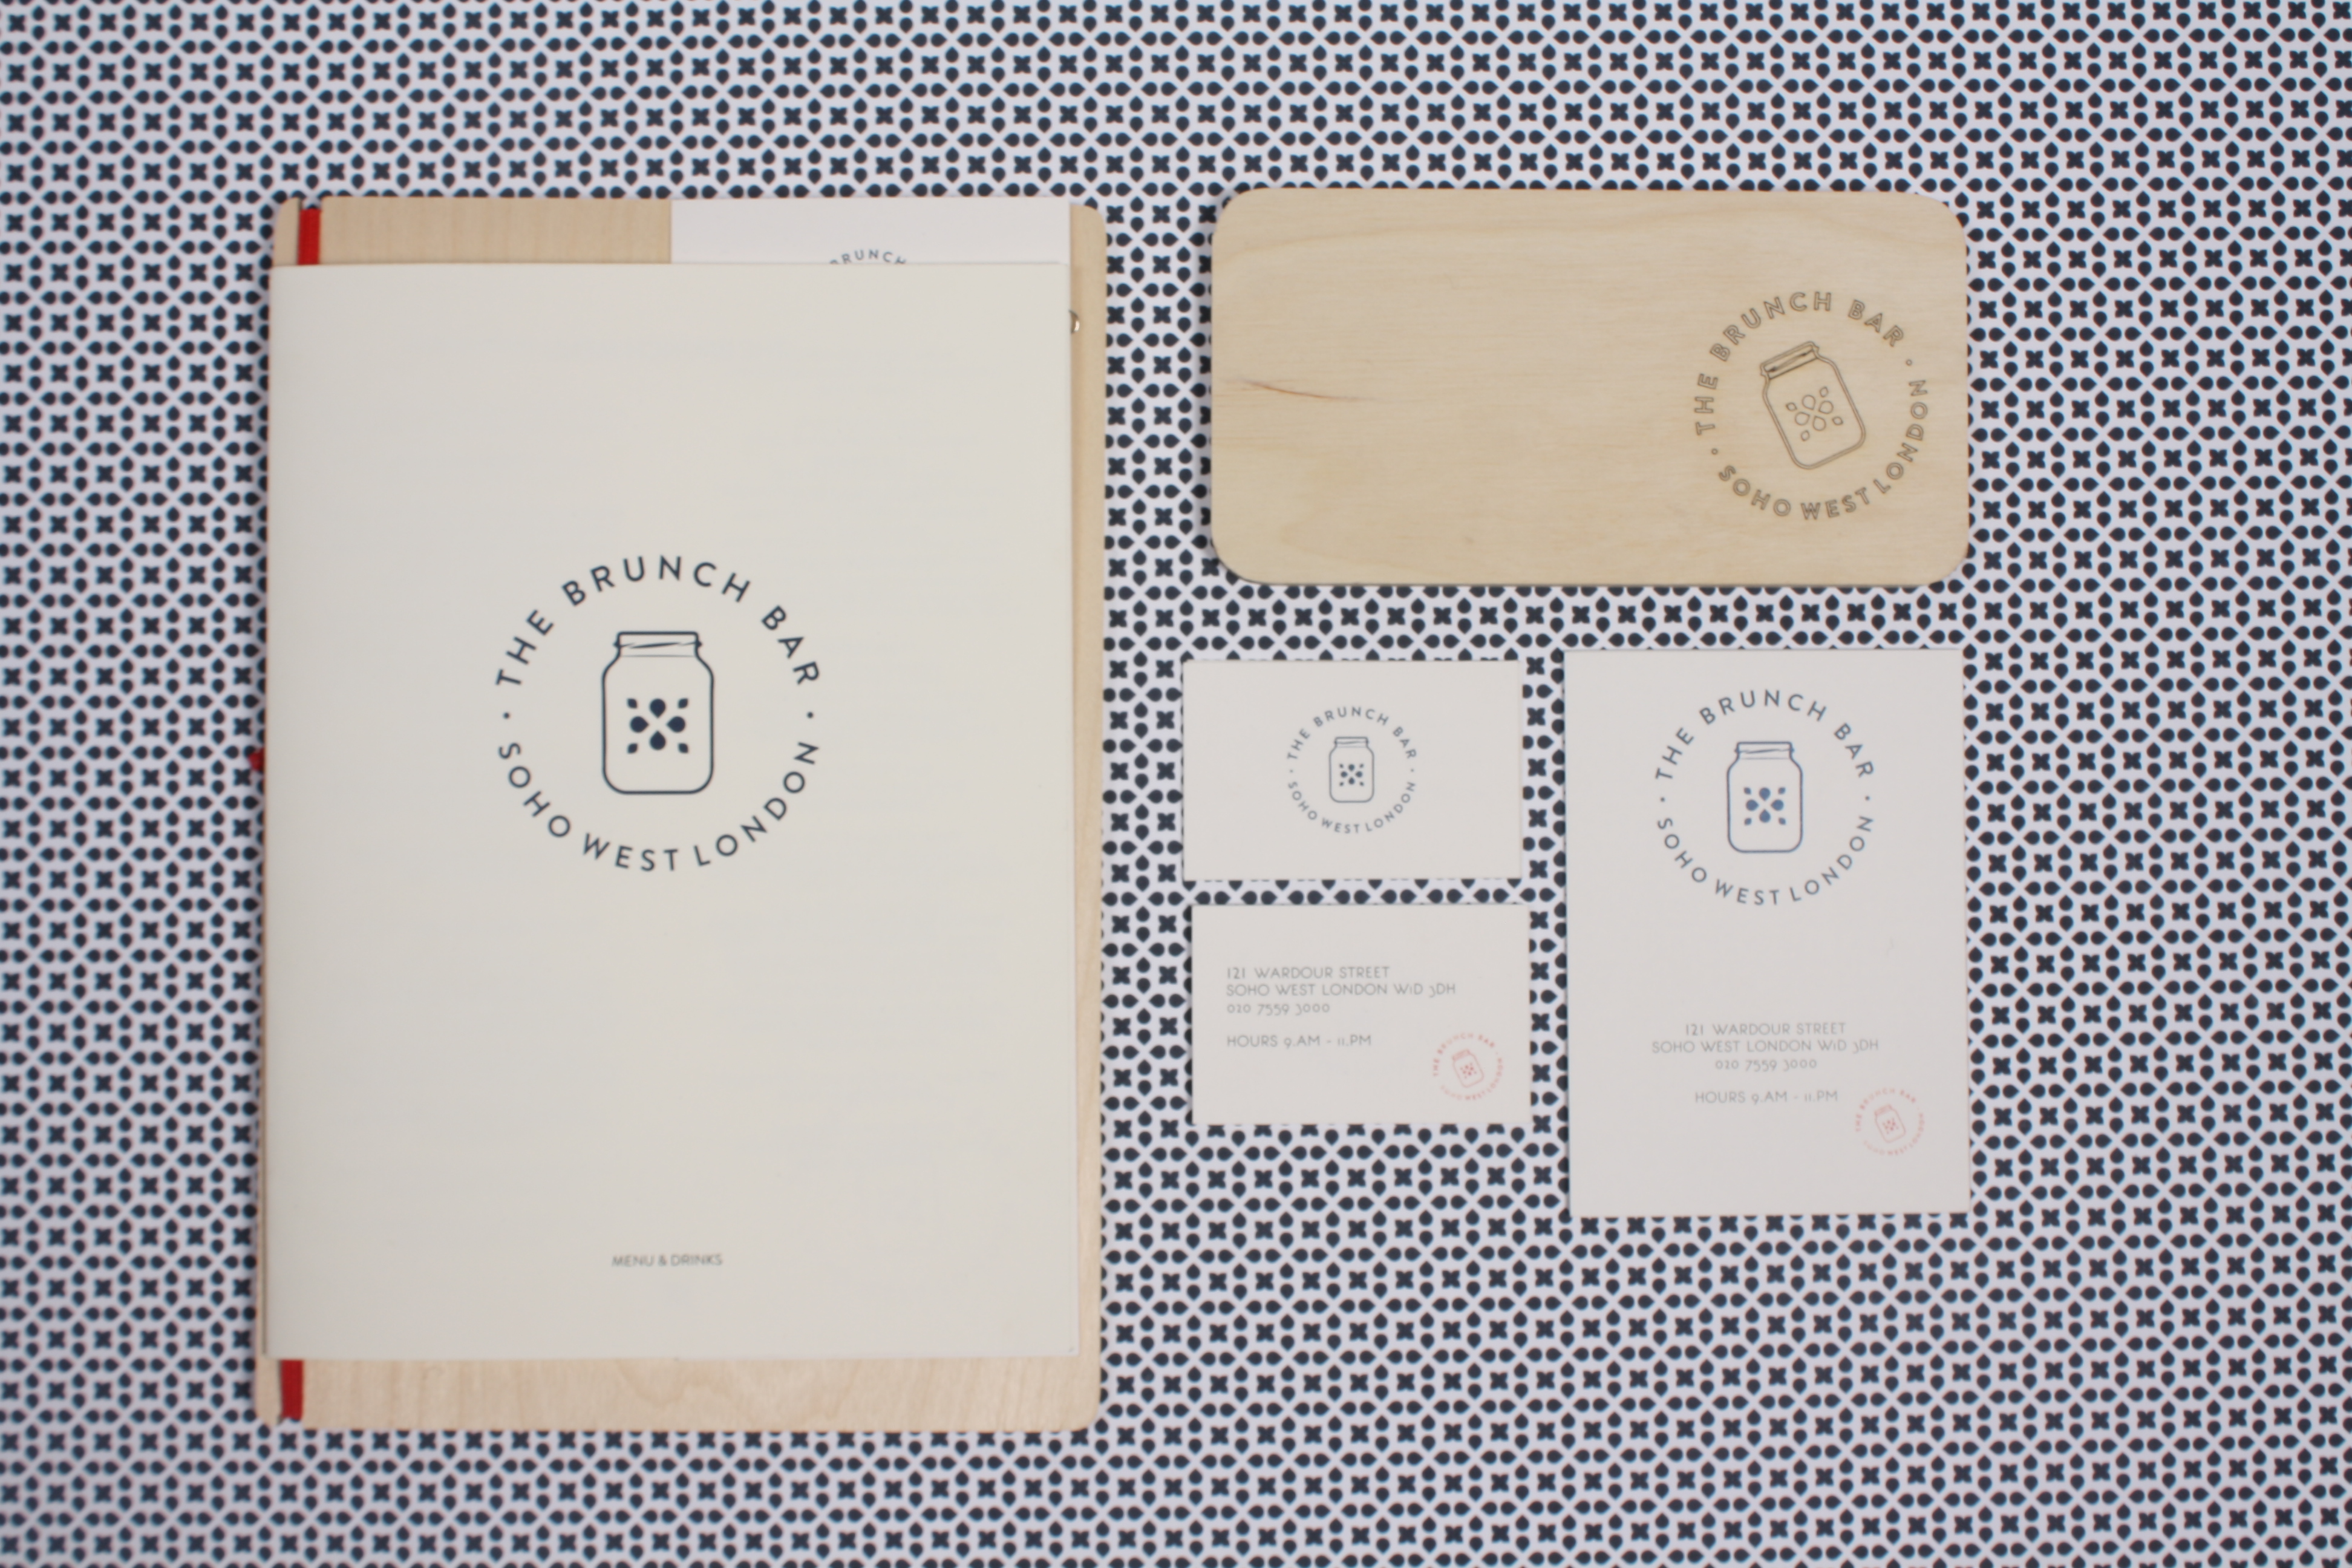 BRUNCH
THE BRUNCH BAR
· SOHO WEST LONDON ·
MENU & DRINKS
THE BRUNCH BAR
· SOHO WEST LONDON ·
THE BRUNCH BAR
· SOHO WEST LONDON ·
121 WARDOUR STREET
SOHO WEST LONDON W1D 3DH
020 7559 3000
HOURS 9.AM - 11.PM
THE BRUNCH BAR
· SOHO WEST LONDON ·
THE BRUNCH BAR
· SOHO WEST LONDON ·
121 WARDOUR STREET
SOHO WEST LONDON W1D 3DH
020 7559 3000
HOURS 9.AM - 11.PM
THE BRUNCH BAR
· SOHO WEST LONDON ·